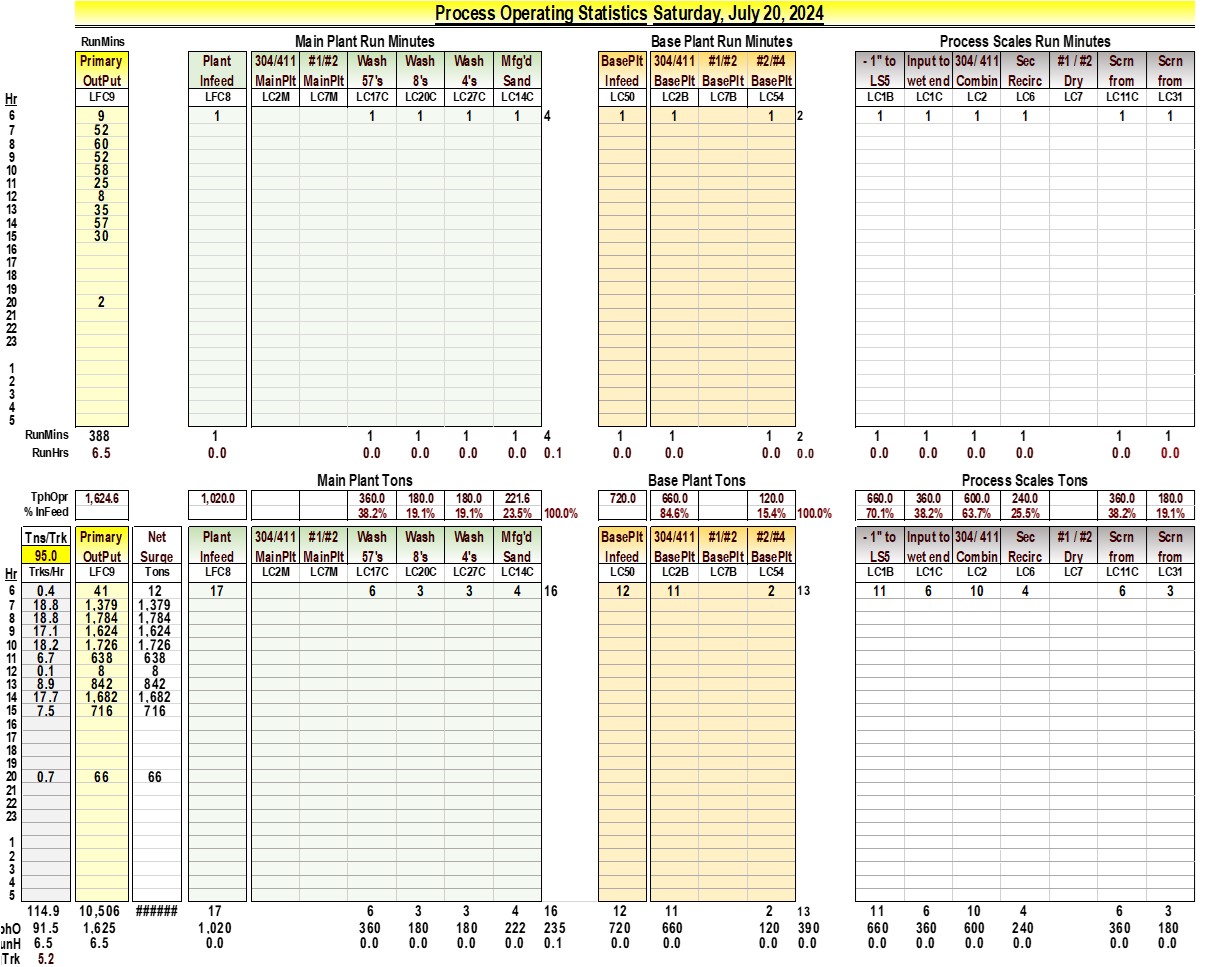 Process Operating Statistics Saturday, July 20, 2024
RunMins Main Plant Run Minutes Base Plant Run Minutes Process Scales Run Minutes
Primary Plant 304/411 #1/#2 Wash Wash Wash Mfg'd BasePlt 304/411 #1/#2 #2/#4 - 1" to Input to 304/ 411 Sec #1 / #2 Scrn Scrn
OutPut Infeed MainPlt MainPlt 57's 8's 4's Sand Infeed BasePlt BasePlt BasePlt LS5 wet end Combin Recirc Dry from from
Hr LFC9 LFC8 LC2M LC7M LC17C LC20C LC27C LC14C LC50 LC2B LC7B LC54 LC1B LC1C LC2 LC6 LC7 LC11C LC31
6 9 1 1 1 1 1 4 1 1 1 2 1 1 1 1 1 1
7 52
8 60
9 52
10 58
11 25
12 8
13 35
14 57
15 30
16
17
18
19
20 2
21
22
23
1
2
3
4
5
RunMins 388 1 1 1 1 1 4 1 1 1 2 1 1 1 1 1 1
RunHrs 6.5 0.0 0.0 0.0 0.0 0.0 0.1 0.0 0.0 0.0 0.0 0.0 0.0 0.0 0.0 0.0 0.0
Main Plant Tons Base Plant Tons Process Scales Tons
TphOpr 1,624.6 1,020.0 360.0 180.0 180.0 221.6 720.0 660.0 120.0 660.0 360.0 600.0 240.0 360.0 180.0
% InFeed 38.2% 19.1% 19.1% 23.5% 100.0% 84.6% 15.4% 100.0% 70.1% 38.2% 63.7% 25.5% 38.2% 19.1%
Tns/Trk Primary Net Plant 304/411 #1/#2 Wash Wash Wash Mfg'd BasePlt 304/411 #1/#2 #2/#4 - 1" to Input to 304/ 411 Sec #1 / #2 Scrn Scrn
95.0 OutPut Surge Infeed MainPlt MainPlt 57's 8's 4's Sand Infeed BasePlt BasePlt BasePlt LS5 wet end Combin Recirc Dry from from
Hr Trks/Hr LFC9 Tons LFC8 LC2M LC7M LC17C LC20C LC27C LC14C LC50 LC2B LC7B LC54 LC1B LC1C LC2 LC6 LC7 LC11C LC31
6 0.4 41 12 17 6 3 3 4 16 12 11 2 13 11 6 10 4 6 3
7 18.8 1,379 1,379
8 18.8 1,784 1,784
9 17.1 1,624 1,624
10 18.2 1,726 1,726
11 6.7 638 638
12 0.1 8 8
13 8.9 842 842
14 17.7 1,682 1,682
15 7.5 716 716
16
17
18
19
20 0.7 66 66
21
22
23
1
2
3
4
5
114.9 10,506 ###### 17 6 3 3 4 16 12 11 2 13 11 6 10 4 6 3
phO 91.5 1,625 1,020 360 180 180 222 235 720 660 120 390 660 360 600 240 360 180
unH 6.5 6.5 0.0 0.0 0.0 0.0 0.0 0.1 0.0 0.0 0.0 0.0 0.0 0.0 0.0 0.0 0.0 0.0
Trk 5.2